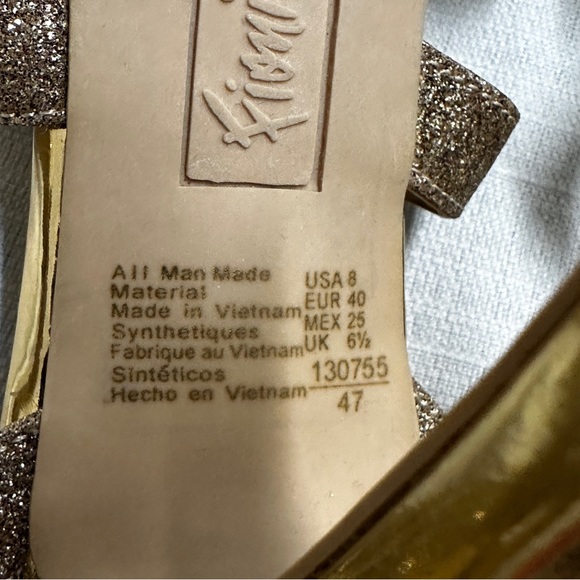 All Man Made
Material
Made in Vietnam
Synthetiques
Fabrique au Vietnam
Sintéticos
Hecho en Vietnam
USA 8
EUR 40
MEX 25
UK 6½
130755
47